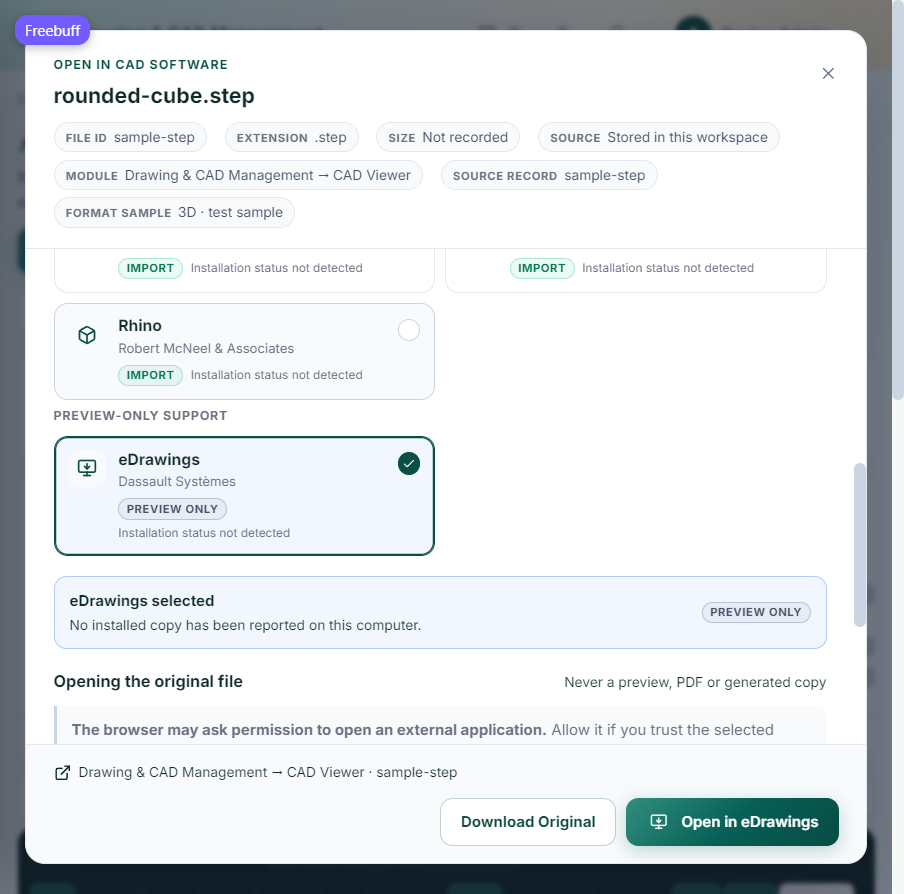 Freebuff
OPEN IN CAD SOFTWARE
rounded-cube.step
FILE ID sample-step
EXTENSION .step
SIZE Not recorded
SOURCE Stored in this workspace
MODULE Drawing & CAD Management → CAD Viewer
SOURCE RECORD sample-step
FORMAT SAMPLE 3D · test sample
IMPORT Installation status not detected
IMPORT Installation status not detected
Rhino
Robert McNeel & Associates
IMPORT Installation status not detected
PREVIEW-ONLY SUPPORT
eDrawings
Dassault Systèmes
PREVIEW ONLY
Installation status not detected
eDrawings selected
No installed copy has been reported on this computer.
PREVIEW ONLY
Opening the original file
Never a preview, PDF or generated copy
The browser may ask permission to open an external application. Allow it if you trust the selected
Drawing & CAD Management → CAD Viewer · sample-step
Download Original
Open in eDrawings